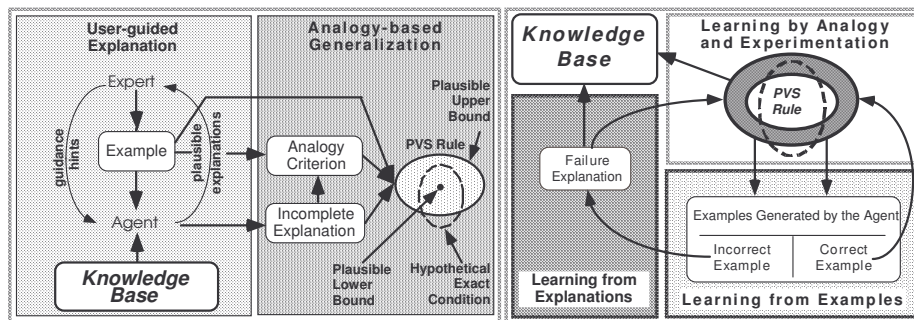 User-guided
Explanation
Expert
guidance
hints
Example
plausible
explanations
Agent
Knowledge
Base
Analogy-based
Generalization
Plausible
Upper
Bound
PVS Rule
Analogy
Criterion
Incomplete
Explanation
Plausible
Lower
Bound
Hypothetical
Exact
Condition
Knowledge
Base
Failure
Explanation
Learning from
Explanations
Learning by Analogy
and Experimentation
PVS
Rule
Examples Generated by the Agent
Incorrect
Example
Correct
Example
Learning from Examples